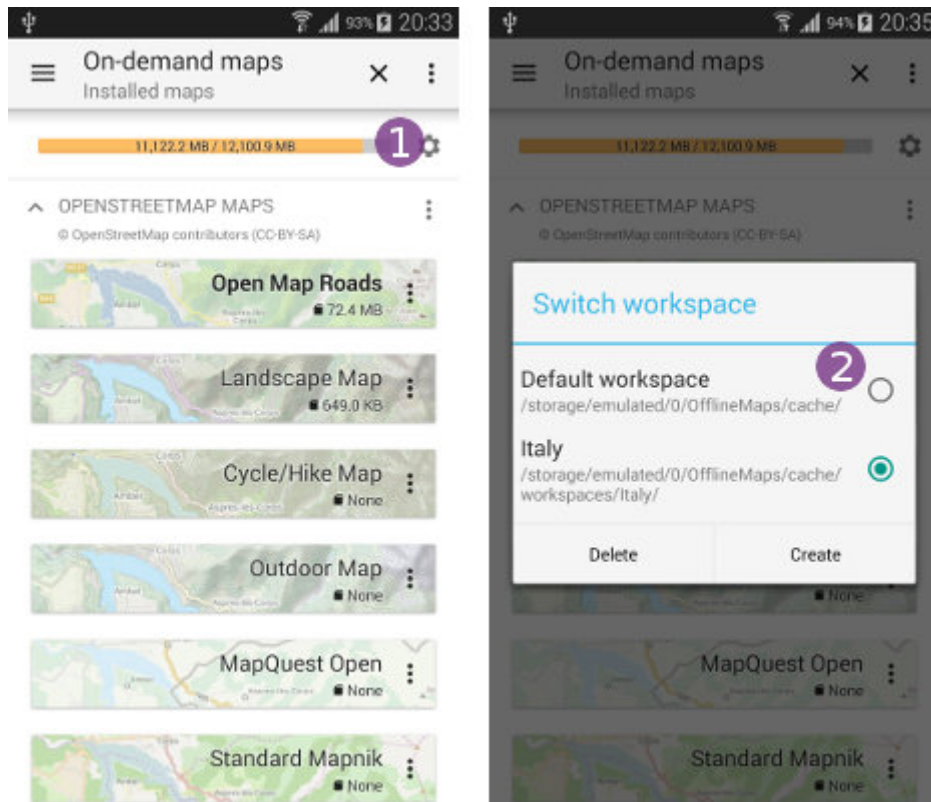 93% 20:33
On-demand maps
Installed maps
11,122.2 MB / 12,100.9 MB
1
OPENSTREETMAP MAPS
© OpenStreetMap contributors (CC-BY-SA)
Open Map Roads
72.4 MB
Landscape Map
649.0 KB
Cycle/Hike Map
None
Outdoor Map
None
MapQuest Open
None
Standard Mapnik
None
94% 20:35
On-demand maps
Installed maps
11,122.2 MB / 12,100.9 MB
OPENSTREETMAP MAPS
© OpenStreetMap contributors (CC-BY-SA)
Switch workspace
2
Default workspace
/storage/emulated/0/OfflineMaps/cache/
Italy
/storage/emulated/0/OfflineMaps/cache/
workspaces/Italy/
Delete
Create
None
MapQuest Open
None
Standard Mapnik
None